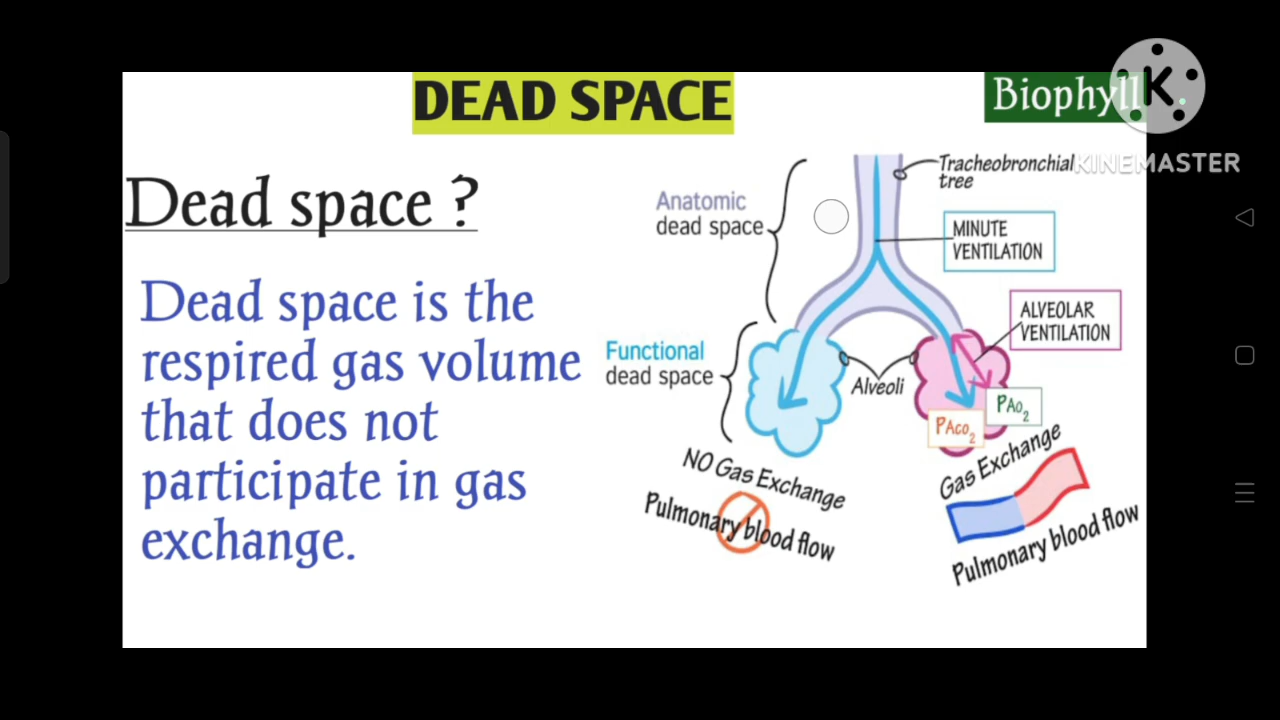 DEAD SPACE
Biophyll
K
KINEMASTER
Dead space ?
Dead space is the
respired gas volume
that does not
participate in gas
exchange.
Tracheobronchial
tree
Anatomic
dead space
MINUTE
VENTILATION
ALVEOLAR
VENTILATION
Functional
dead space
Alveoli
PAO2
PACO2
NO Gas Exchange
Pulmonary blood flow
Gas Exchange
Pulmonary blood flow